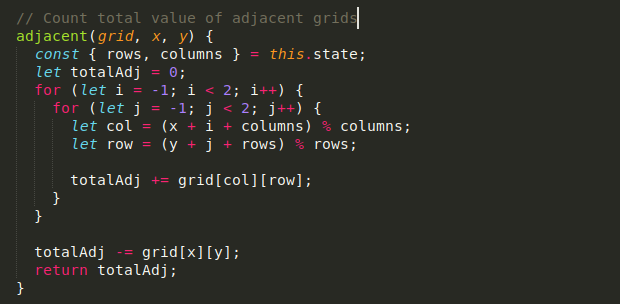 // Count total value of adjacent grids
adjacent(grid, x, y) {
const { rows, columns } = this.state;
let totalAdj = 0;
for (let i = -1; i < 2; i++) {
for (let j = -1; j < 2; j++) {
let col = (x + i + columns) % columns;
let row = (y + j + rows) % rows;
totalAdj += grid[col][row];
}
}
totalAdj -= grid[x][y];
return totalAdj;
}